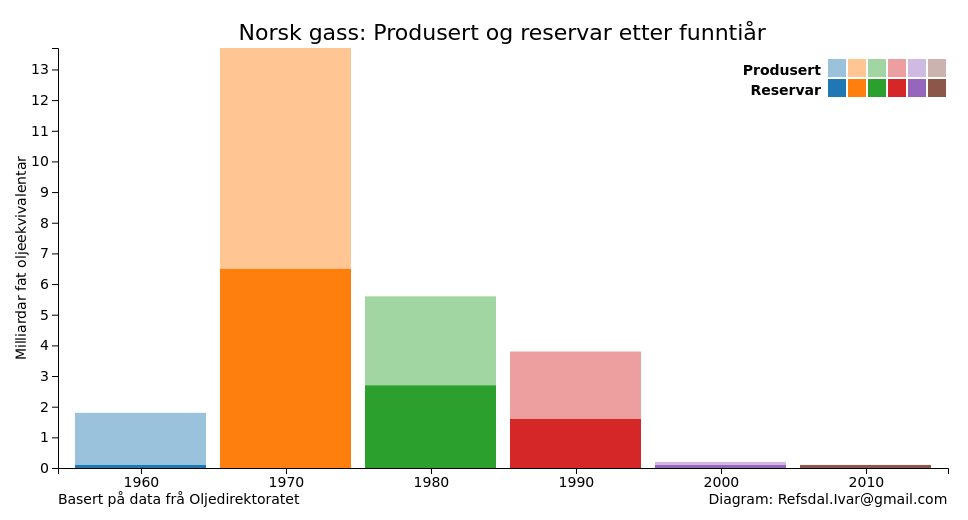 Norsk gass: Produsert og reservar etter funntiår
Produsert
Reservar
Milliardar fat oljeekvivalentar
13
12
11
10
9
8
7
6
5
4
3
2
1
0
1960 1970 1980 1990 2000 2010
Basert på data frå Oljedirektoratet
Diagram: Refsdal.Ivar@gmail.com